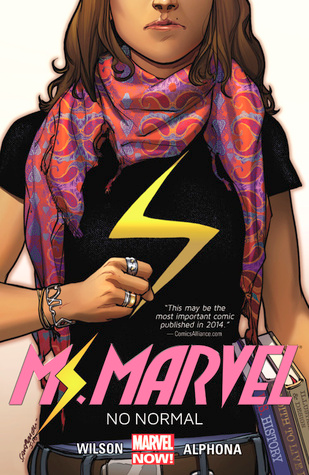 "This may be the
most important comic
published in 2014."
—ComicsAlliance.com
Ms. MARVEL
NO NORMAL
WILSON
MARVEL
NOW!
ALPHONA
HISTORY